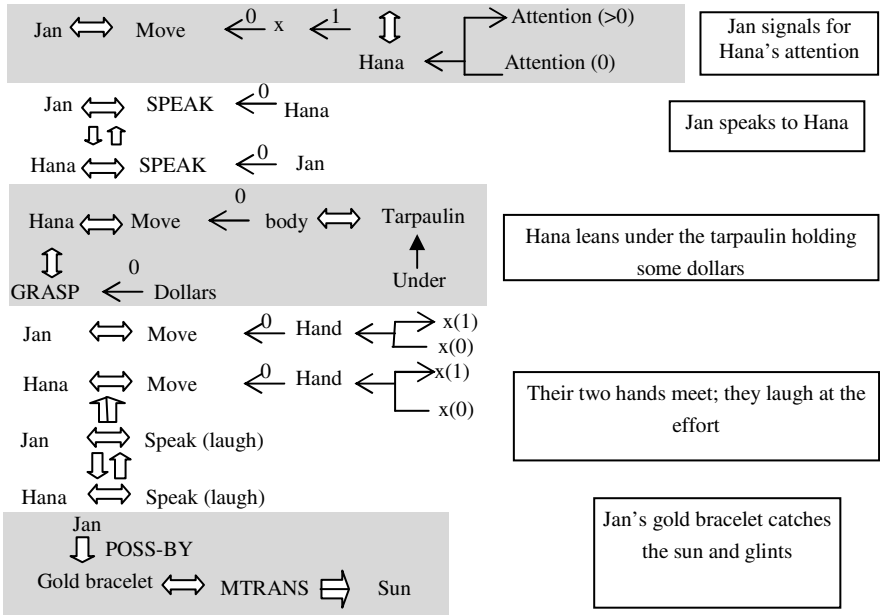 Jan Move 0 x 1 Hana Attention (>0)
Attention (0)
Jan signals for
Hana's attention
Jan SPEAK 0 Hana
Hana SPEAK 0 Jan
Jan speaks to Hana
Hana Move 0 body Tarpaulin
Under
GRASP 0 Dollars
Hana leans under the tarpaulin holding
some dollars
Jan Move 0 Hand x(1)
x(0)
Hana Move 0 Hand x(1)
x(0)
Jan Speak (laugh)
Hana Speak (laugh)
Their two hands meet; they laugh at the
effort
Jan
POSS-BY
Gold bracelet MTRANS Sun
Jan's gold bracelet catches
the sun and glints